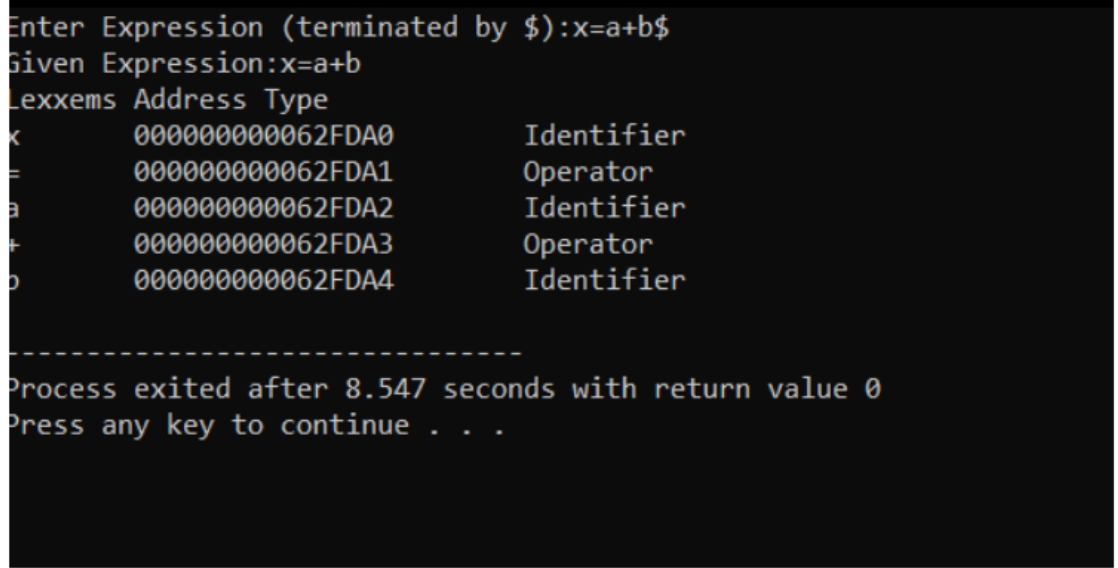 Enter Expression (terminated by $):x=a+b$
Given Expression:x=a+b
Lexxems Address Type
x 000000000062FDA0 Identifier
= 000000000062FDA1 Operator
a 000000000062FDA2 Identifier
+ 000000000062FDA3 Operator
b 000000000062FDA4 Identifier
--------------------------------
Process exited after 8.547 seconds with return value 0
Press any key to continue . . .